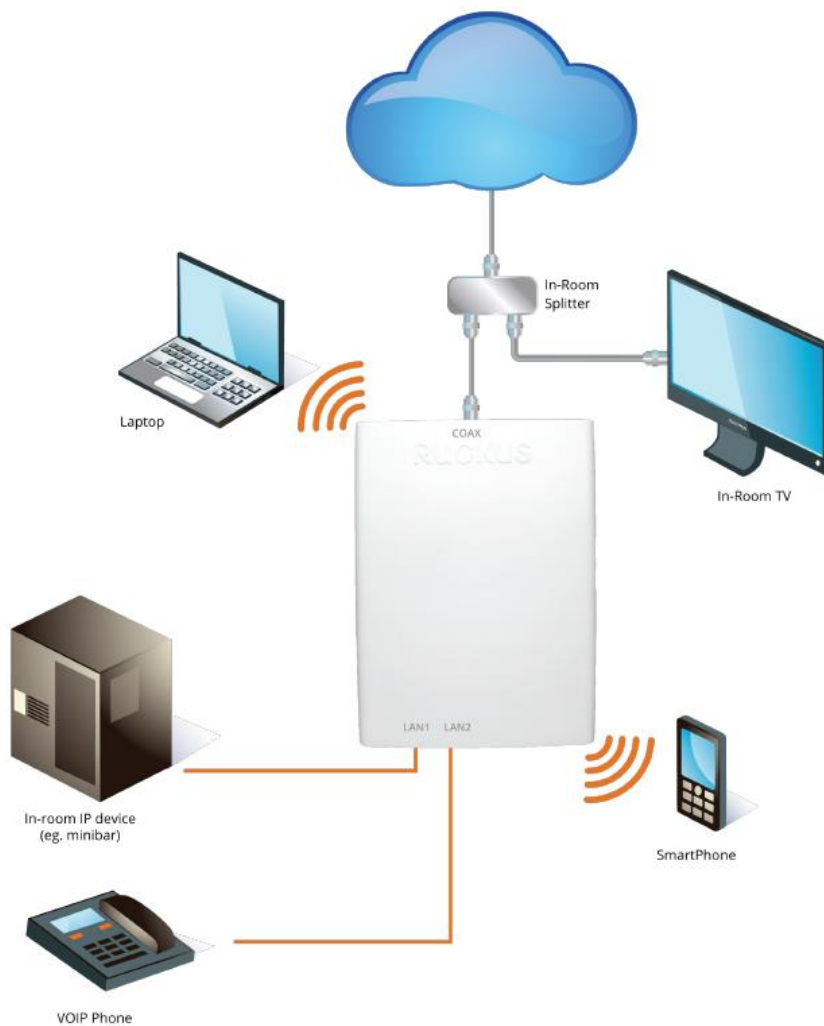 In-Room
Splitter
Laptop
COAX
RUCKUS
In-Room TV
LAN1 LAN2
In-room IP device
(eg. minibar)
SmartPhone
VOIP Phone